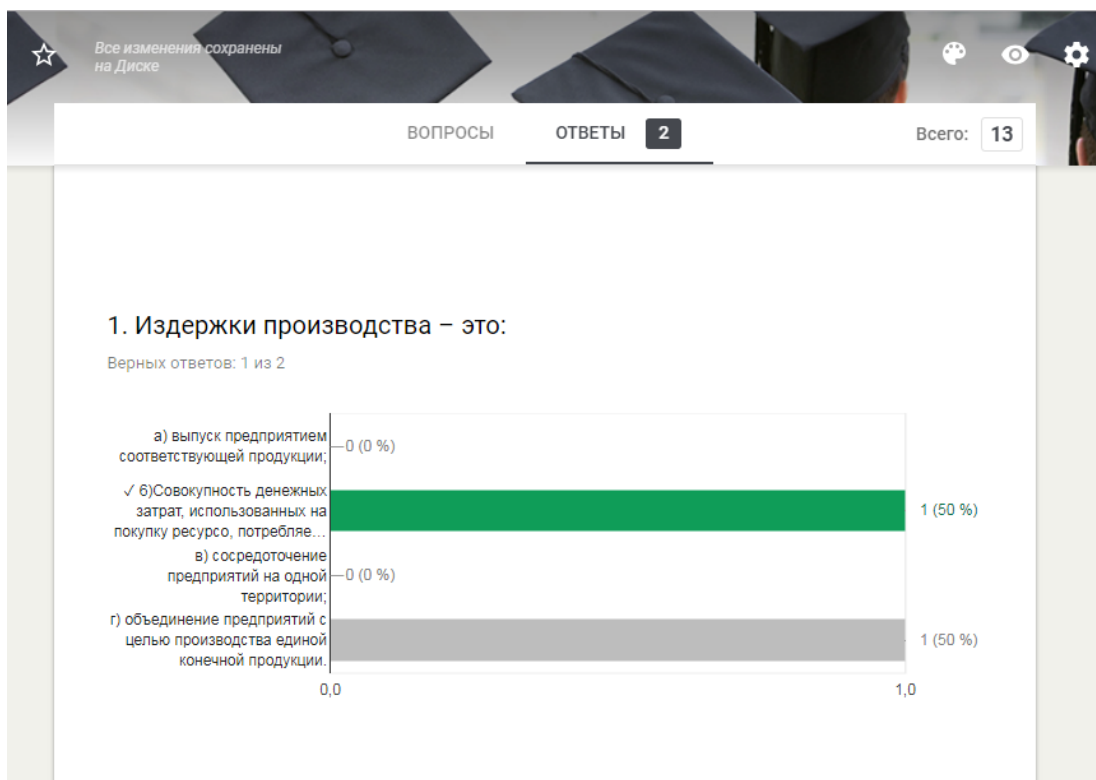 Все изменения сохранены
на Диске
ВОПРОСЫ
ОТВЕТЫ 2
Всего: 13
1. Издержки производства – это:
Верных ответов: 1 из 2
а) выпуск предприятием
соответствующей продукции;
0 (0 %)
✓ б)Совокупность денежных
затрат, использованных на
покупку ресурсо, потребляе...
1 (50 %)
в) сосредоточение
предприятий на одной
территории;
0 (0 %)
г) объединение предприятий с
целью производства единой
конечной продукции.
1 (50 %)
0,0
1,0